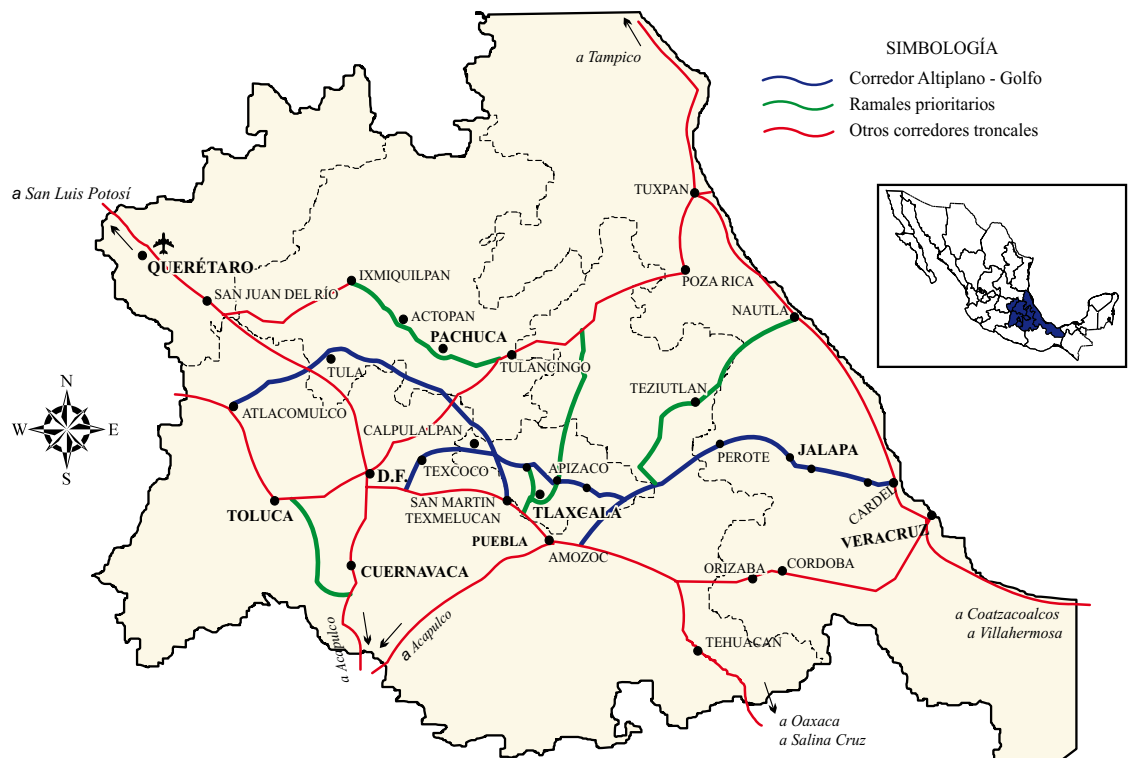 SIMBOLOGÍA
Corredor Altiplano - Golfo
Ramales prioritarios
Otros corredores troncales
a Tampico
a San Luis Potosí
TUXPAN
QUERÉTARO
IXMIQUILPAN
POZA RICA
SAN JUAN DEL RÍO
NAUTLA
ACTOPAN
PACHUCA
TULANCINGO
TULA
TEZIUTLAN
N
W
E
S
ATLACOMULCO
CALPULALPAN
PEROTE
JALAPA
TEXCOCO
APIZACO
D.F.
CARDEL
SAN MARTIN
TEXMELUCAN
TLAXCALA
TOLUCA
VERACRUZ
PUEBLA
AMOZOC
CUERNAVACA
ORIZABA
CORDOBA
a Coatzacoalcos
a Villahermosa
a Acapulco
a Acapulco
TEHUACAN
a Oaxaca
a Salina Cruz